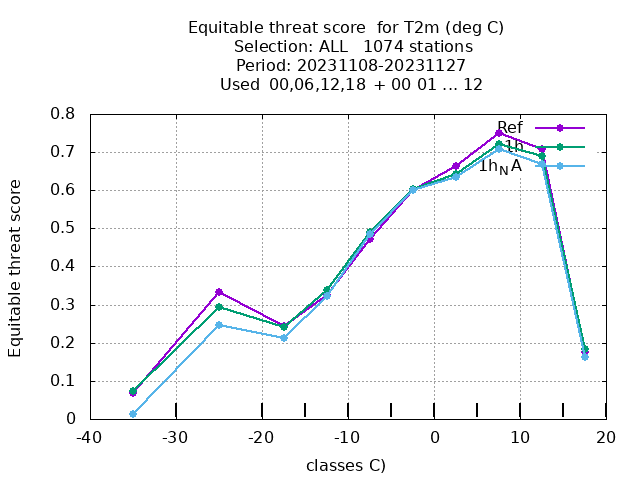 Equitable threat score for T2m (deg C)
Selection: ALL 1074 stations
Period: 20231108-20231127
Used 00,06,12,18 + 00 01 ... 12
Ref
1h
1hNA
0.8
0.7
0.6
0.5
0.4
0.3
0.2
0.1
0
Equitable threat score
-40 -30 -20 -10 0 10 20
classes C)